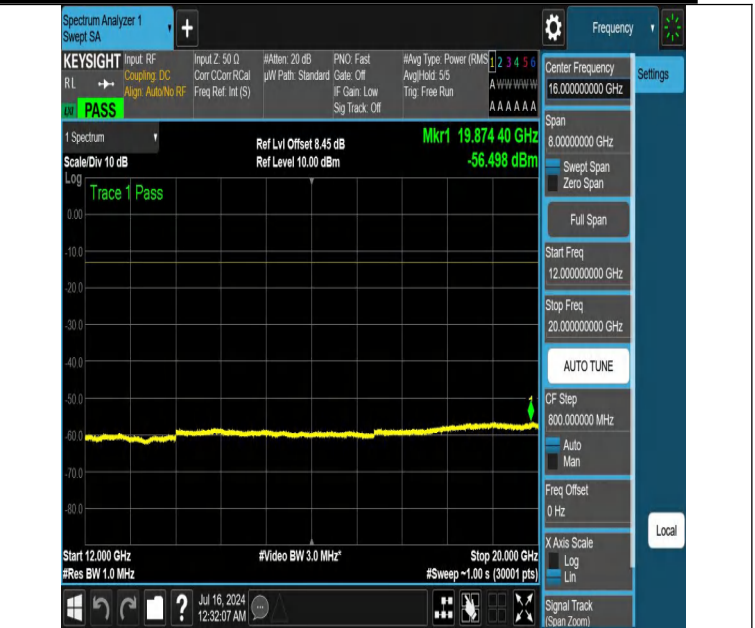 Spectrum Analyzer 1
Swept SA
+
Frequency
KEYSIGHT
RL
PASS
Input: RF
Coupling: DC
Align: Auto/No RF
Input Z: 50 Ω
Corr CCorr RCal
Freq Ref: Int (S)
#Atten: 20 dB
µW Path: Standard
PNO: Fast
Gate: Off
IF Gain: Low
Sig Track: Off
#Avg Type: Power (RMS
Avg|Hold: 5/5
Trig: Free Run
1 2 3 4 5 6
A W W W W W
A A A A A A
Center Frequency
16.000000000 GHz
Settings
Span
8.00000000 GHz
Swept Span
Zero Span
Full Span
Start Freq
12.000000000 GHz
Stop Freq
20.000000000 GHz
AUTO TUNE
CF Step
800.000000 MHz
Auto
Man
Freq Offset
0 Hz
X Axis Scale
Log
Lin
Local
Signal Track
(Span Zoom)
1 Spectrum
Scale/Div 10 dB
Ref Lvl Offset 8.45 dB
Ref Level 10.00 dBm
Mkr1 19.874 40 GHz
-56.498 dBm
Log
Trace 1 Pass
0.00
-10.0
-20.0
-30.0
-40.0
-50.0
-60.0
-70.0
-80.0
1
Start 12.000 GHz
#Res BW 1.0 MHz
#Video BW 3.0 MHz*
Stop 20.000 GHz
#Sweep ~1.00 s (30001 pts)
?
Jul 16, 2024
12:32:07 AM